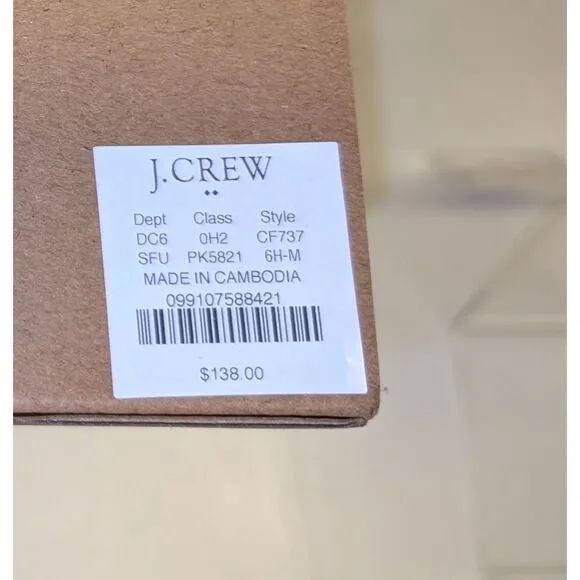 J.CREW
Dept Class Style
DC6 0H2 CF737
SFU PK5821 6H-M
MADE IN CAMBODIA
099107588421
$138.00